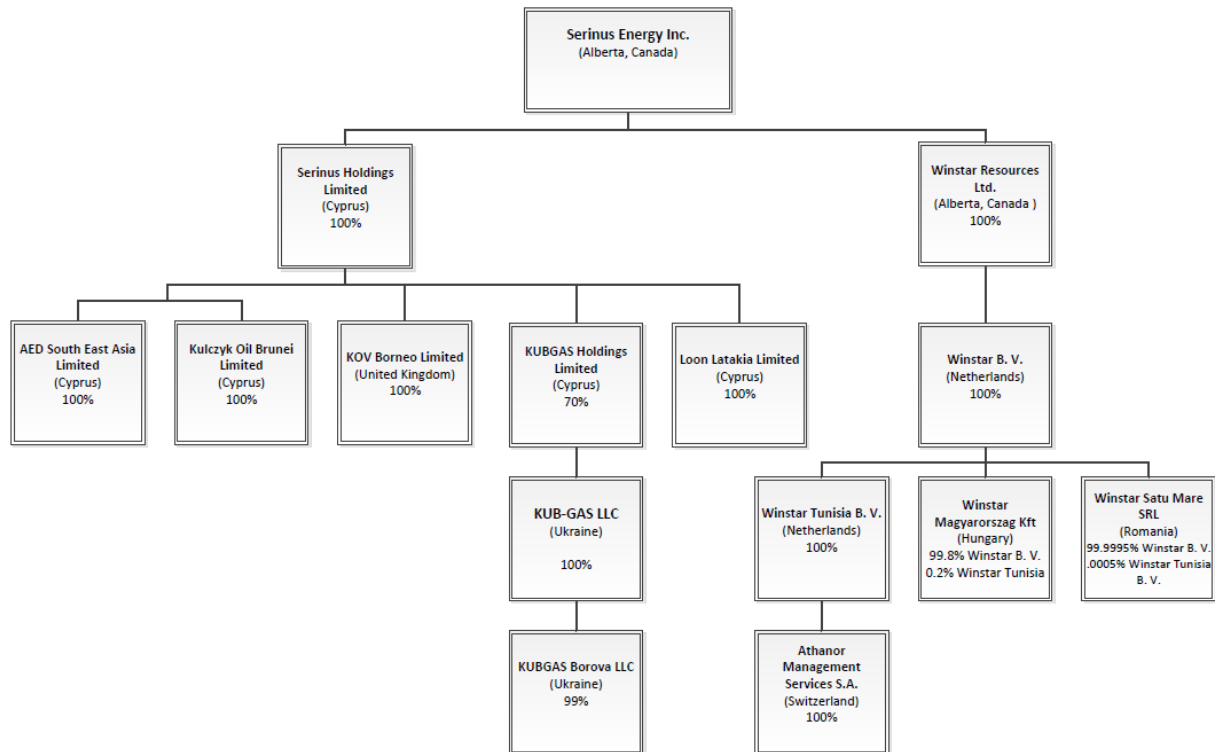 Serinus Energy Inc.
(Alberta, Canada)
Serinus Holdings
Limited
(Cyprus)
100%
Winstar Resources
Ltd.
(Alberta, Canada )
100%
AED South East Asia
Limited
(Cyprus)
100%
Kulczyk Oil Brunei
Limited
(Cyprus)
100%
KOV Borneo Limited
(United Kingdom)
100%
KUBGAS Holdings
Limited
(Cyprus)
70%
Loon Latakia Limited
(Cyprus)
100%
Winstar B. V.
(Netherlands)
100%
KUB-GAS LLC
(Ukraine)
100%
Winstar Tunisia B. V.
(Netherlands)
100%
Winstar
Magyarorszag Kft
(Hungary)
99.8% Winstar B. V.
0.2% Winstar Tunisia
Winstar Satu Mare
SRL
(Romania)
99.9995% Winstar B. V.
.0005% Winstar Tunisia
B. V.
KUBGAS Borova LLC
(Ukraine)
99%
Athanor
Management
Services S.A.
(Switzerland)
100%